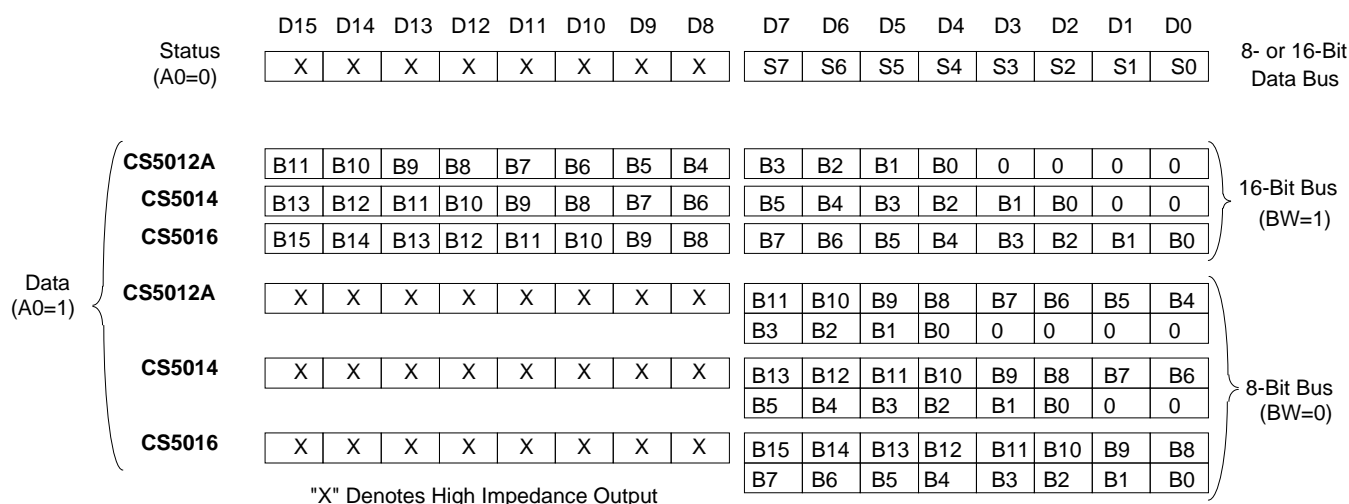 D15 D14 D13 D12 D11 D10 D9 D8 D7 D6 D5 D4 D3 D2 D1 D0
Status
(A0=0)
X X X X X X X X S7 S6 S5 S4 S3 S2 S1 S0
8- or 16-Bit
Data Bus
Data
(A0=1)
CS5012A B11 B10 B9 B8 B7 B6 B5 B4 B3 B2 B1 B0 0 0 0 0
CS5014 B13 B12 B11 B10 B9 B8 B7 B6 B5 B4 B3 B2 B1 B0 0 0
CS5016 B15 B14 B13 B12 B11 B10 B9 B8 B7 B6 B5 B4 B3 B2 B1 B0
16-Bit Bus
(BW=1)
CS5012A X X X X X X X X B11 B10 B9 B8 B7 B6 B5 B4
B3 B2 B1 B0 0 0 0 0
CS5014 X X X X X X X X B13 B12 B11 B10 B9 B8 B7 B6
B5 B4 B3 B2 B1 B0 0 0
CS5016 X X X X X X X X B15 B14 B13 B12 B11 B10 B9 B8
B7 B6 B5 B4 B3 B2 B1 B0
8-Bit Bus
(BW=0)
"X" Denotes High Impedance Output